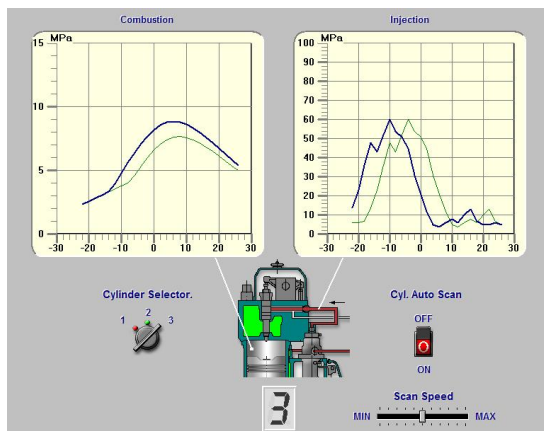 Combustion
Injection
MPa
15
10
5
0
-30 -20 -10 0 10 20 30
MPa
100
90
80
70
60
50
40
30
20
10
0
-30 -20 -10 0 10 20 30
Cylinder Selector.
1 2 3
Cyl. Auto Scan
OFF
ON
3
Scan Speed
MIN MAX